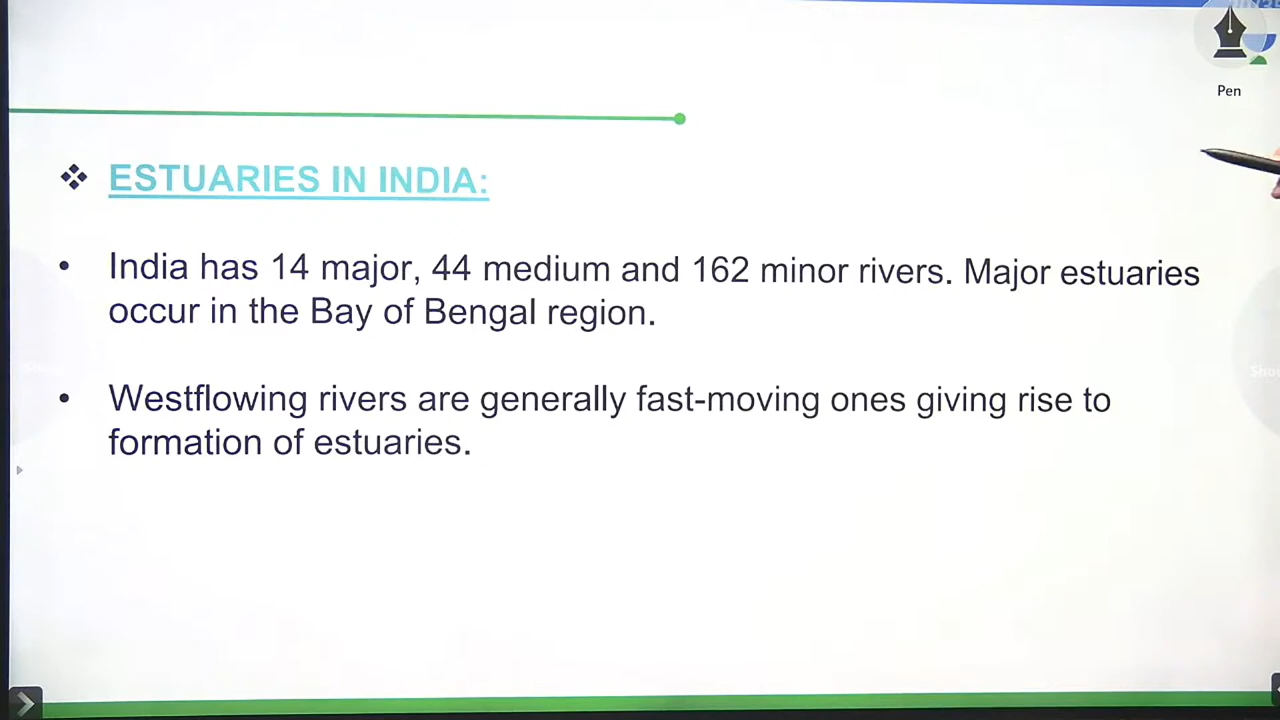 Pen
ESTUARIES IN INDIA:
India has 14 major, 44 medium and 162 minor rivers. Major estuaries
occur in the Bay of Bengal region.
Westflowing rivers are generally fast-moving ones giving rise to
formation of estuaries.